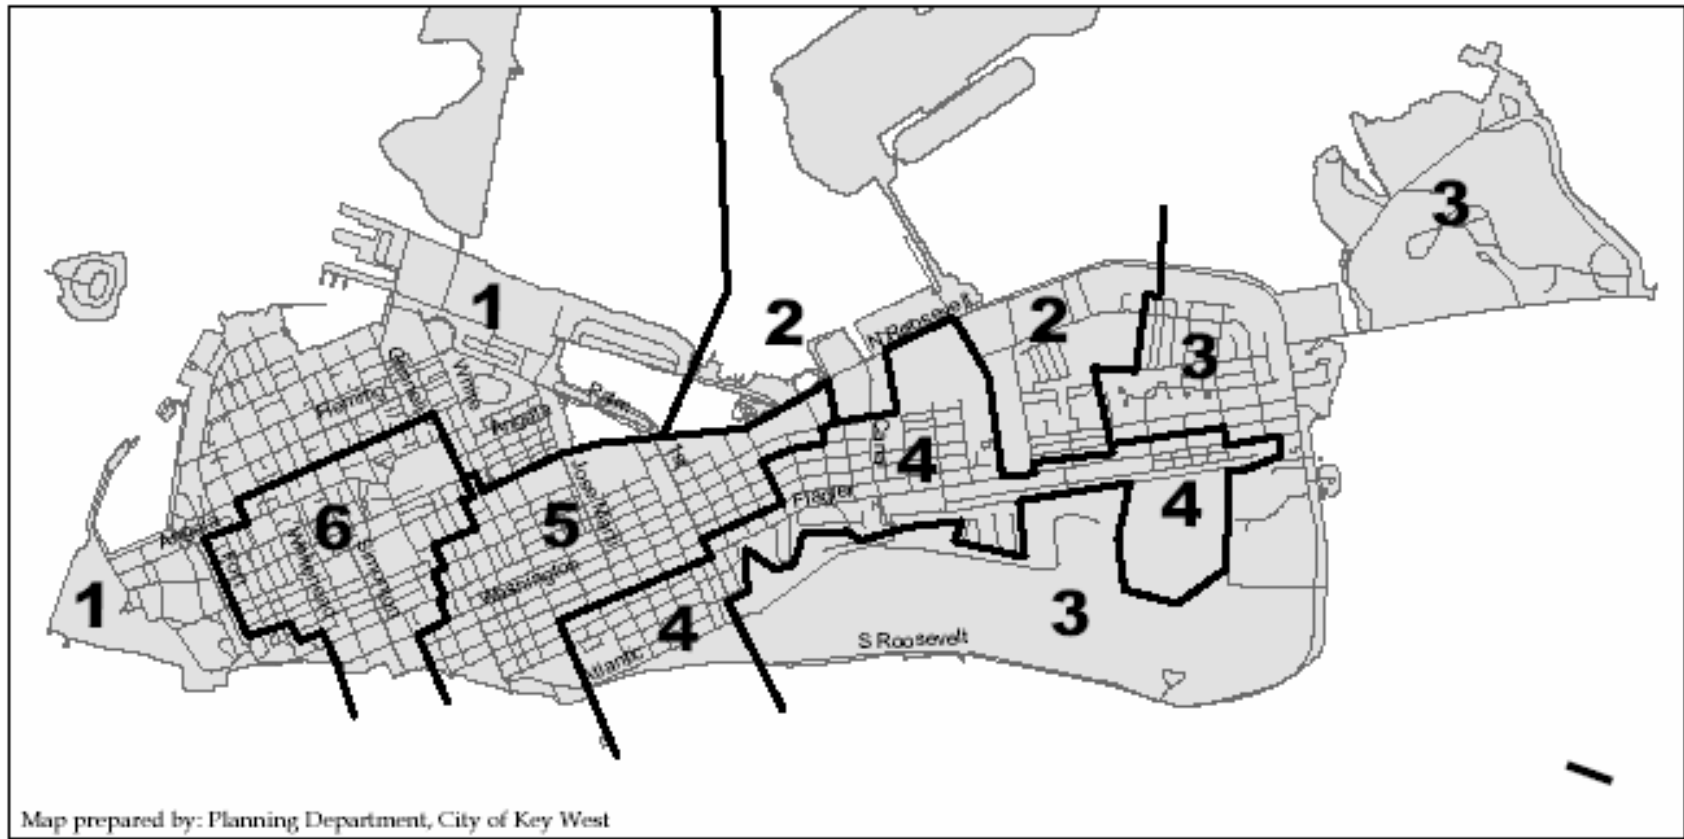 3
1
2
2
N Roosevelt
3
Fleming
White
Palm
Angela
1st
4
6
5
Jose Marti
Flagler
4
Angela
Fort
Whitehead
Simonton
Washington
1
4
3
S Roosevelt
Atlantic
Map prepared by: Planning Department, City of Key West